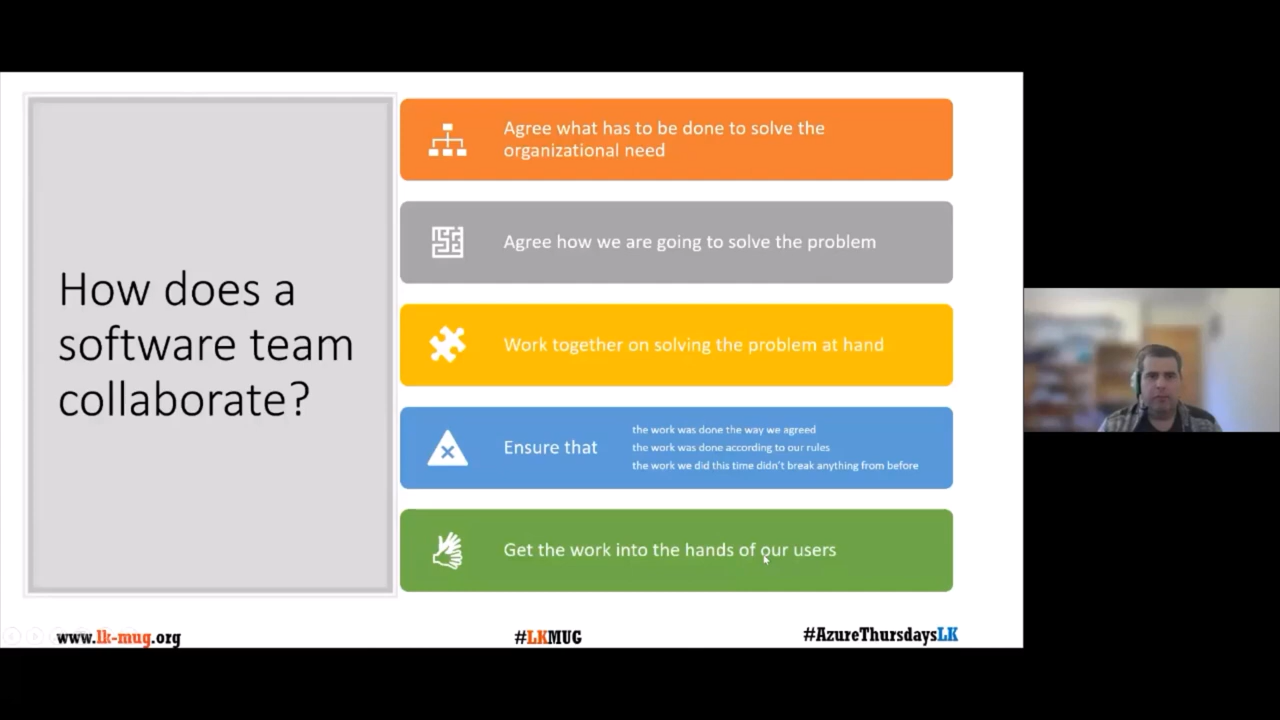 How does a
software team
collaborate?
Agree what has to be done to solve the
organizational need
Agree how we are going to solve the problem
Work together on solving the problem at hand
Ensure that
the work was done the way we agreed
the work was done according to our rules
the work we did this time didn't break anything from before
Get the work into the hands of our users
www.lk-mug.org
#LKMUG
#AzureThursdaysLK